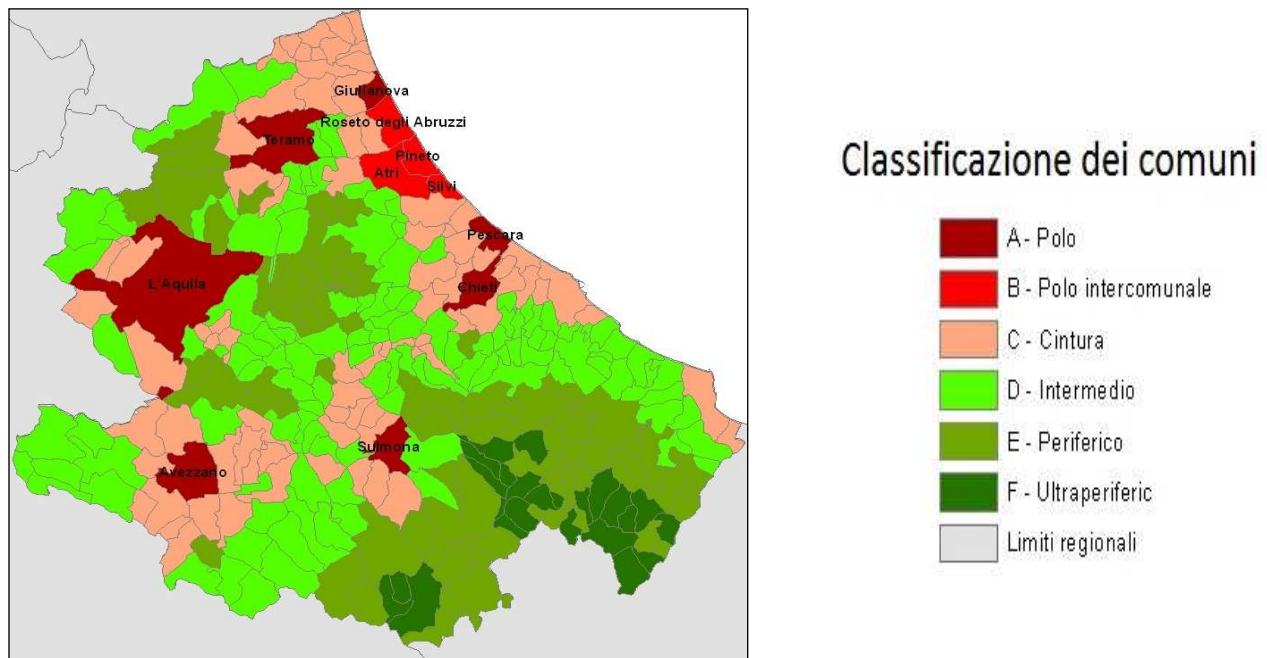 Giulianova
Roseto degli Abruzzi
Teramo
Pineto
Atri
Silvi
Pescara
L'Aquila
Chieti
Sulmona
Avezzano
Classificazione dei comuni
A - Polo
B - Polo intercomunale
C - Cintura
D - Intermedio
E - Periferico
F - Ultraperiferic
Limiti regionali